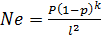 Ne = P(1-p)^k / l^2